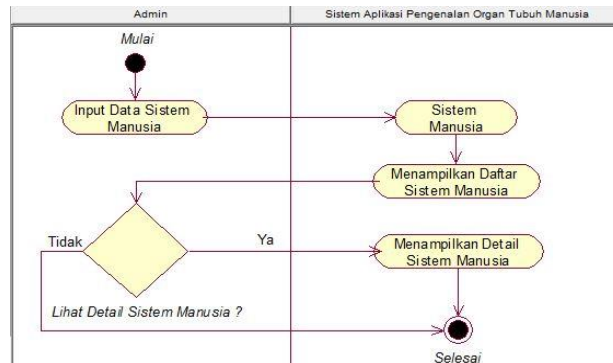 Admin
Sistem Aplikasi Pengenalan Organ Tubuh Manusia
Mulai
Input Data Sistem
Manusia
Sistem
Manusia
Menampilkan Daftar
Sistem Manusia
Tidak
Ya
Menampilkan Detail
Sistem Manusia
Lihat Detail Sistem Manusia ?
Selesai